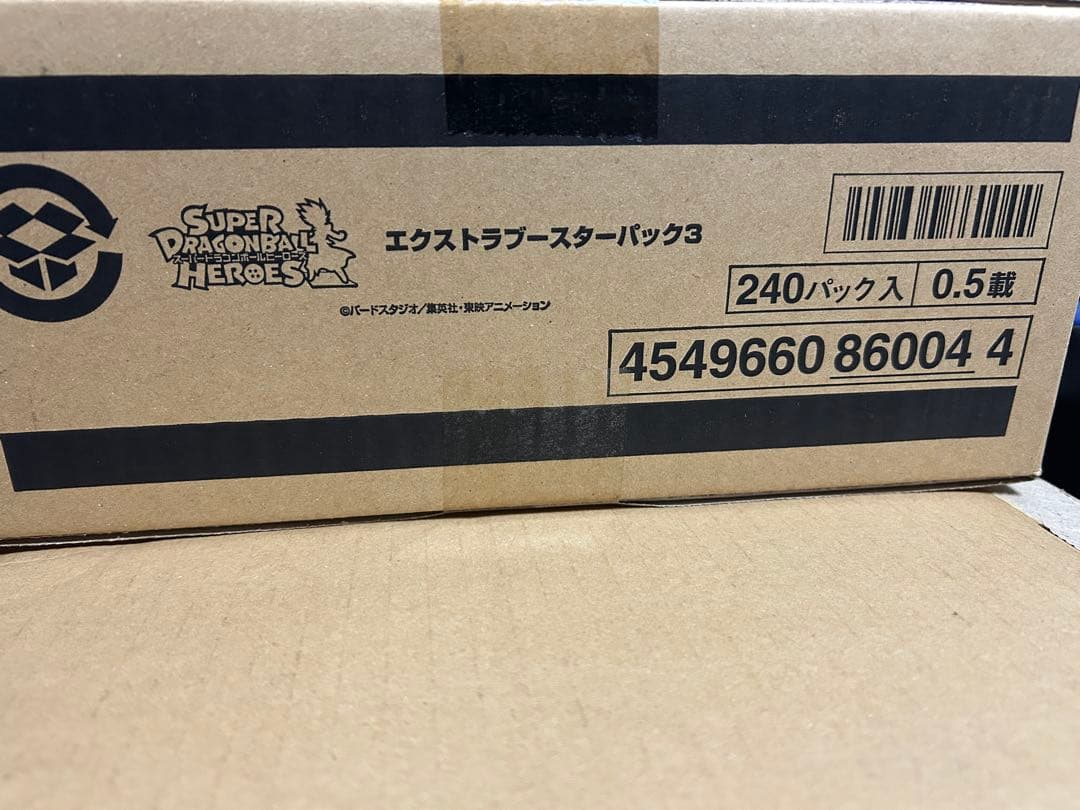 SUPER
DRAGONBALL
スーパードラゴンボールヒーローズ
HEROES
エクストラブースターパック3
©バードスタジオ/集英社・東映アニメーション
240パック入 0.5載
4549660 86004 4